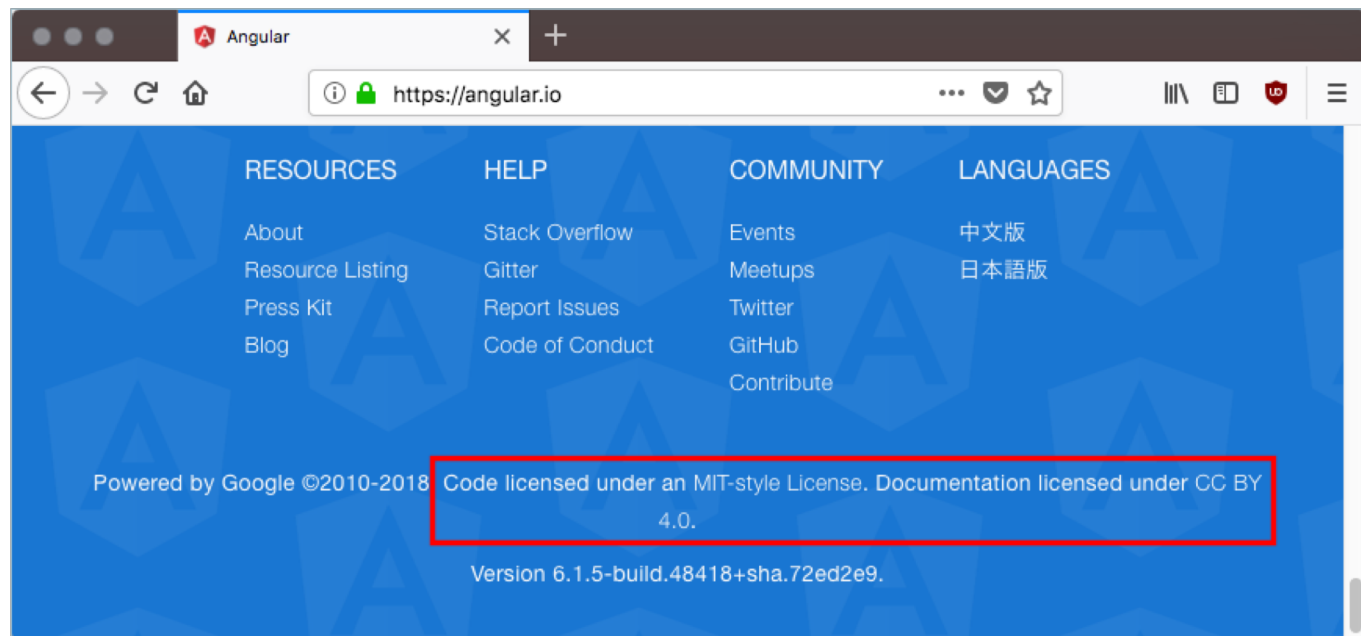 Angular
https://angular.io
RESOURCES
About
Resource Listing
Press Kit
Blog
HELP
Stack Overflow
Gitter
Report Issues
Code of Conduct
COMMUNITY
Events
Meetups
Twitter
GitHub
Contribute
LANGUAGES
中文版
日本語版
Powered by Google ©2010-2018. Code licensed under an MIT-style License. Documentation licensed under CC BY
4.0.
Version 6.1.5-build.48418+sha.72ed2e9.